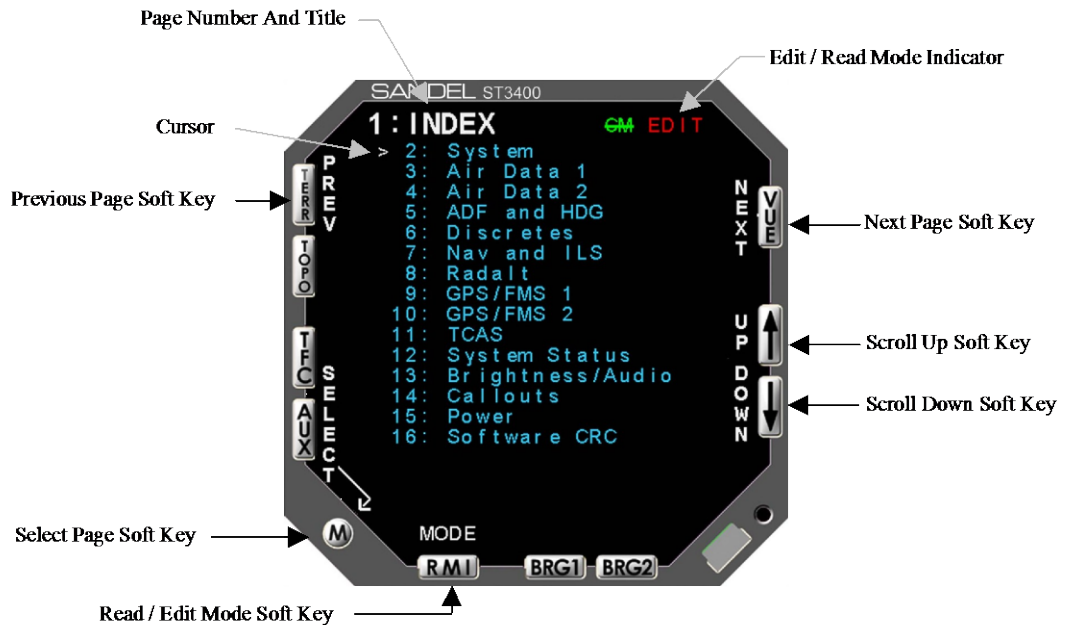 Page Number And Title
Edit / Read Mode Indicator
SANDEL ST3400
1: INDEX
GM EDIT
Cursor
> 2: System
3: Air Data 1
4: Air Data 2
5: ADF and HDG
6: Discretes
7: Nav and ILS
8: Radalt
9: GPS/FMS 1
10: GPS/FMS 2
11: TCAS
12: System Status
13: Brightness/Audio
14: Callouts
15: Power
16: Software CRC
Previous Page Soft Key
TERR
PREV
TOPO
TFC
AUX
SELECT
NEXT
VUE
Next Page Soft Key
UP
Scroll Up Soft Key
DOWN
Scroll Down Soft Key
Select Page Soft Key
M
MODE
RMI
BRG1
BRG2
Read / Edit Mode Soft Key